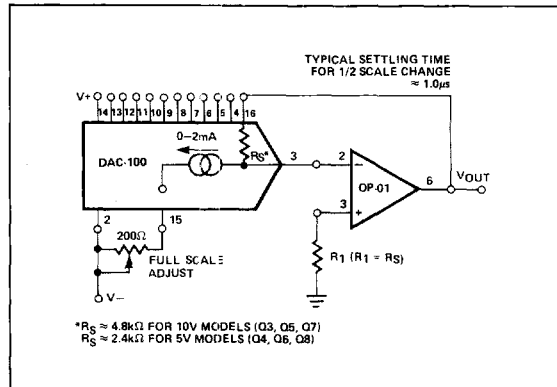 TYPICAL SETTLING TIME
FOR 1/2 SCALE CHANGE
≈ 1.0µs
V+
14 13 12 11 10 9 8 7 6 5 4 16
0–2mA
RS*
DAC-100
3
2
OP-01
6
VOUT
3
+
2
15
200Ω
FULL SCALE
ADJUST
R1 (R1 = RS)
V–
*RS ≈ 4.8kΩ FOR 10V MODELS (Q3, Q5, Q7)
RS ≈ 2.4kΩ FOR 5V MODELS (Q4, Q6, Q8)